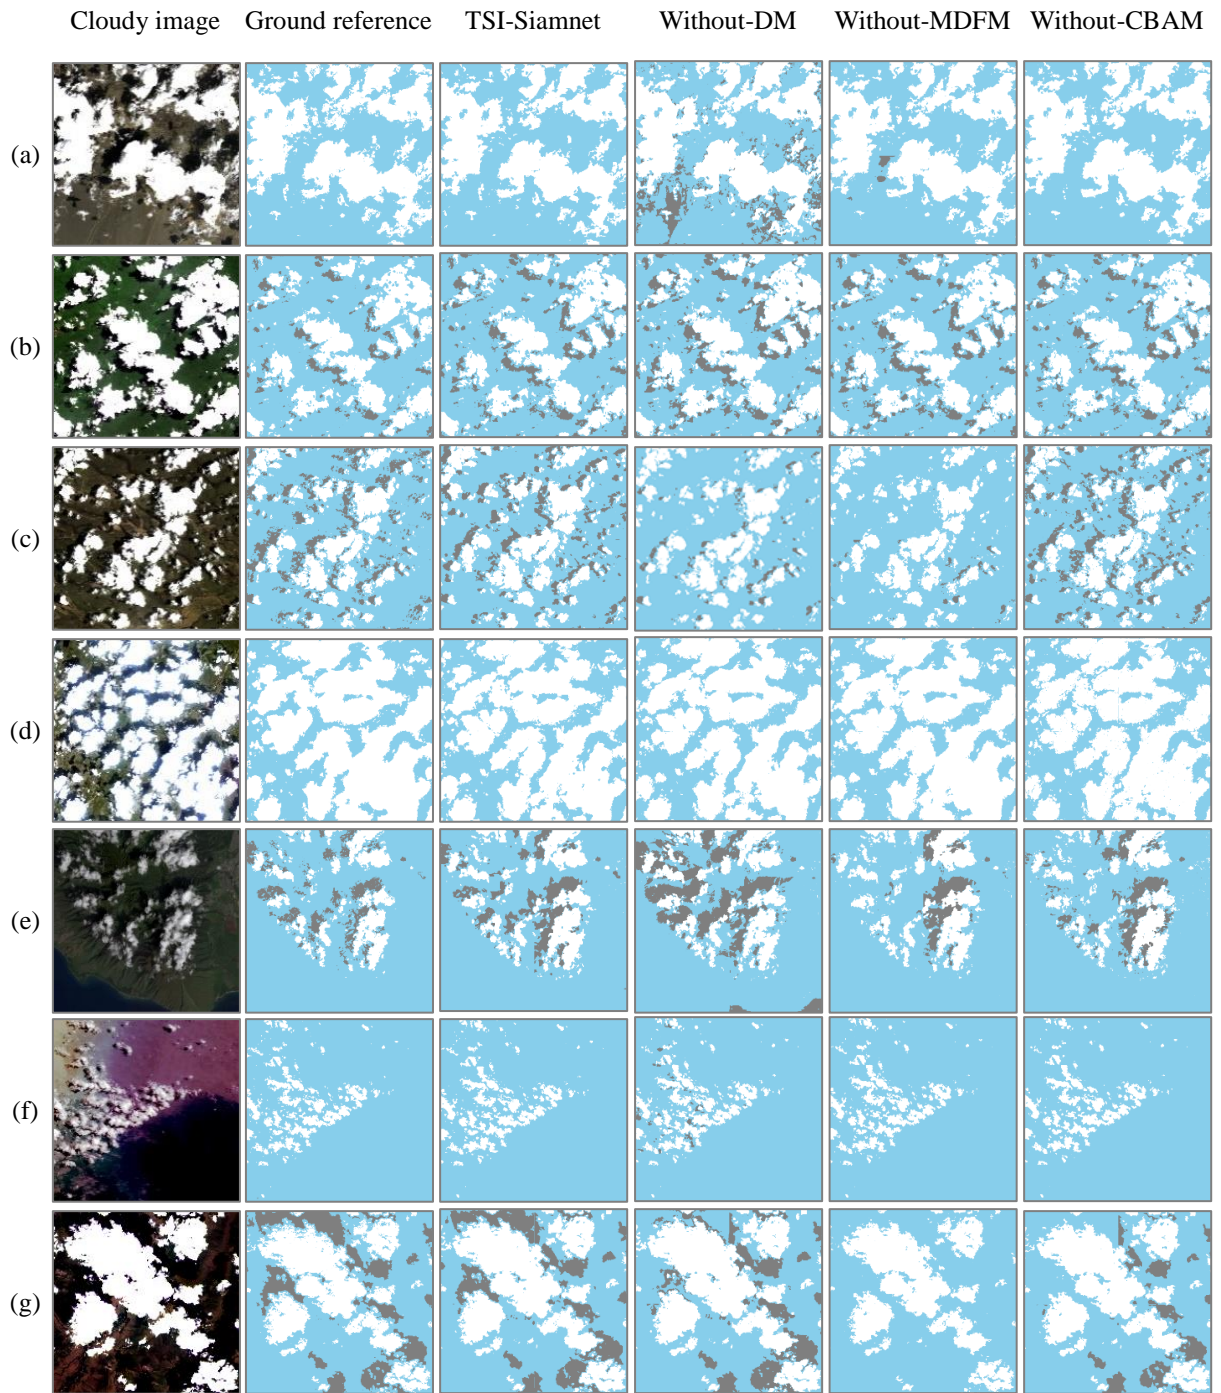 Cloudy image Ground reference TSI-Siamnet Without-DM Without-MDFM Without-CBAM
(a)
(b)
(c)
(d)
(e)
(f)
(g)